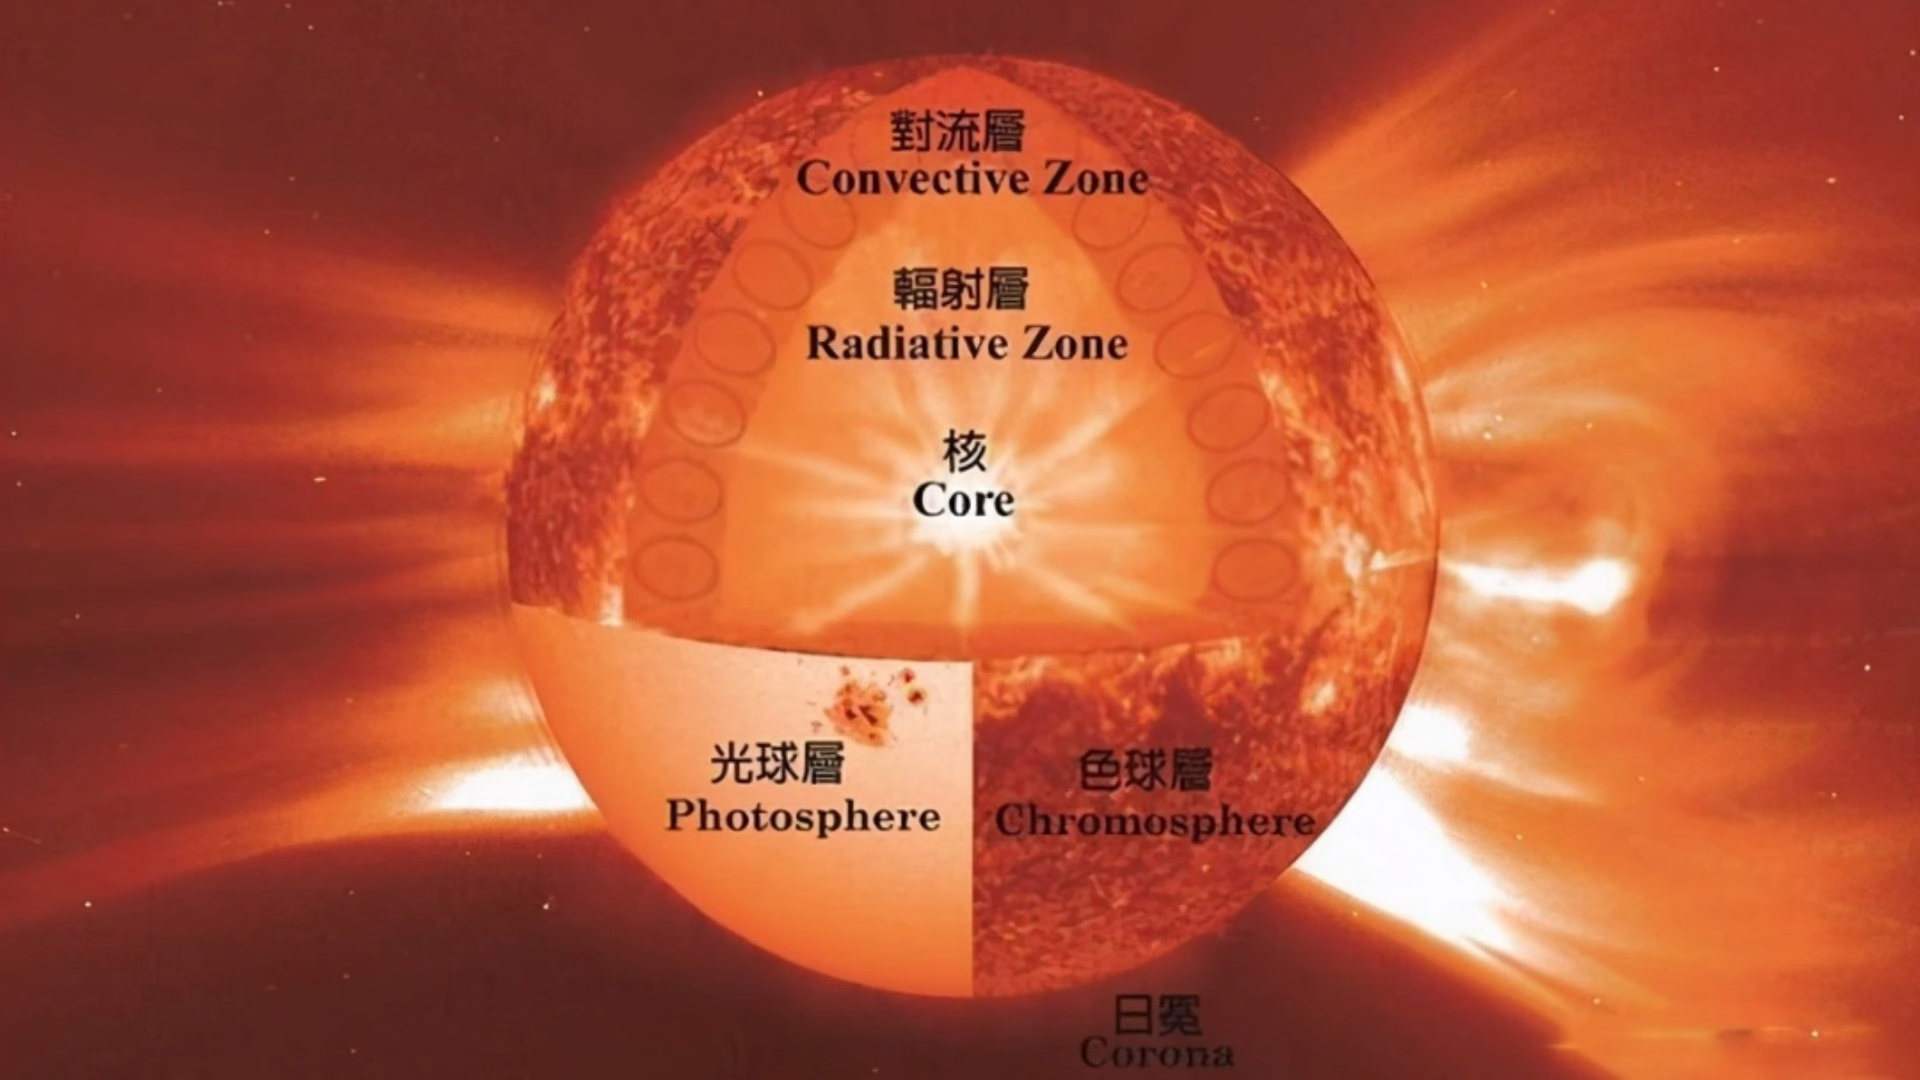 對流層
Convective Zone
輻射層
Radiative Zone
核
Core
光球層
Photosphere
色球層
Chromosphere
日冕
Corona